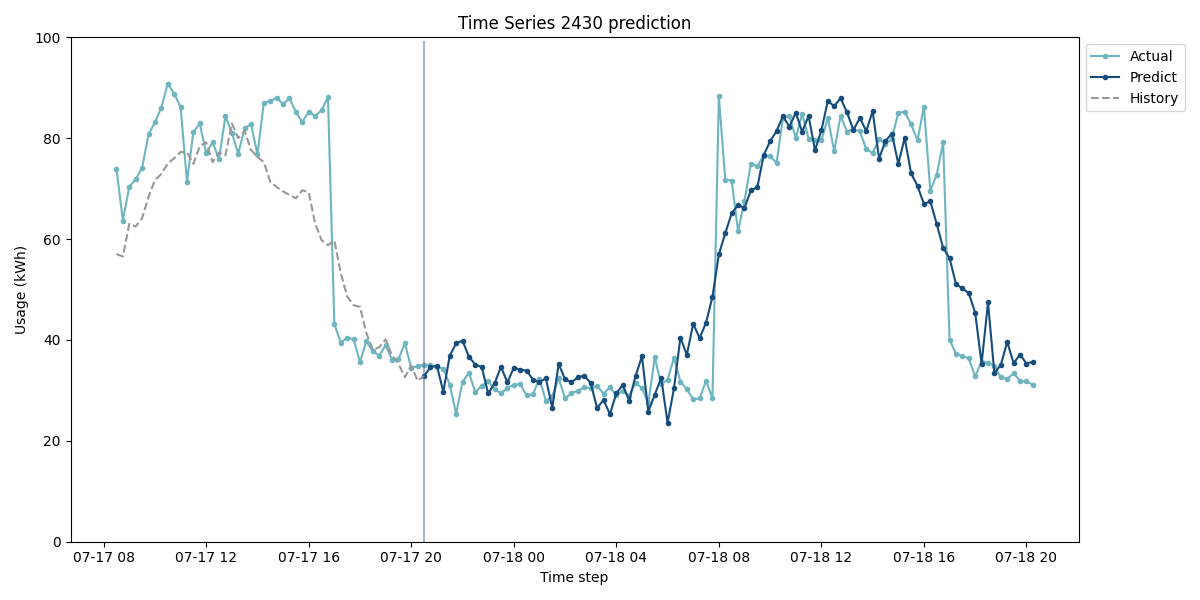 Time Series 2430 prediction
Usage (kWh)
100
80
60
40
20
0
07-17 08
07-17 12
07-17 16
07-17 20
07-18 00
07-18 04
07-18 08
07-18 12
07-18 16
07-18 20
Time step
Actual
Predict
History